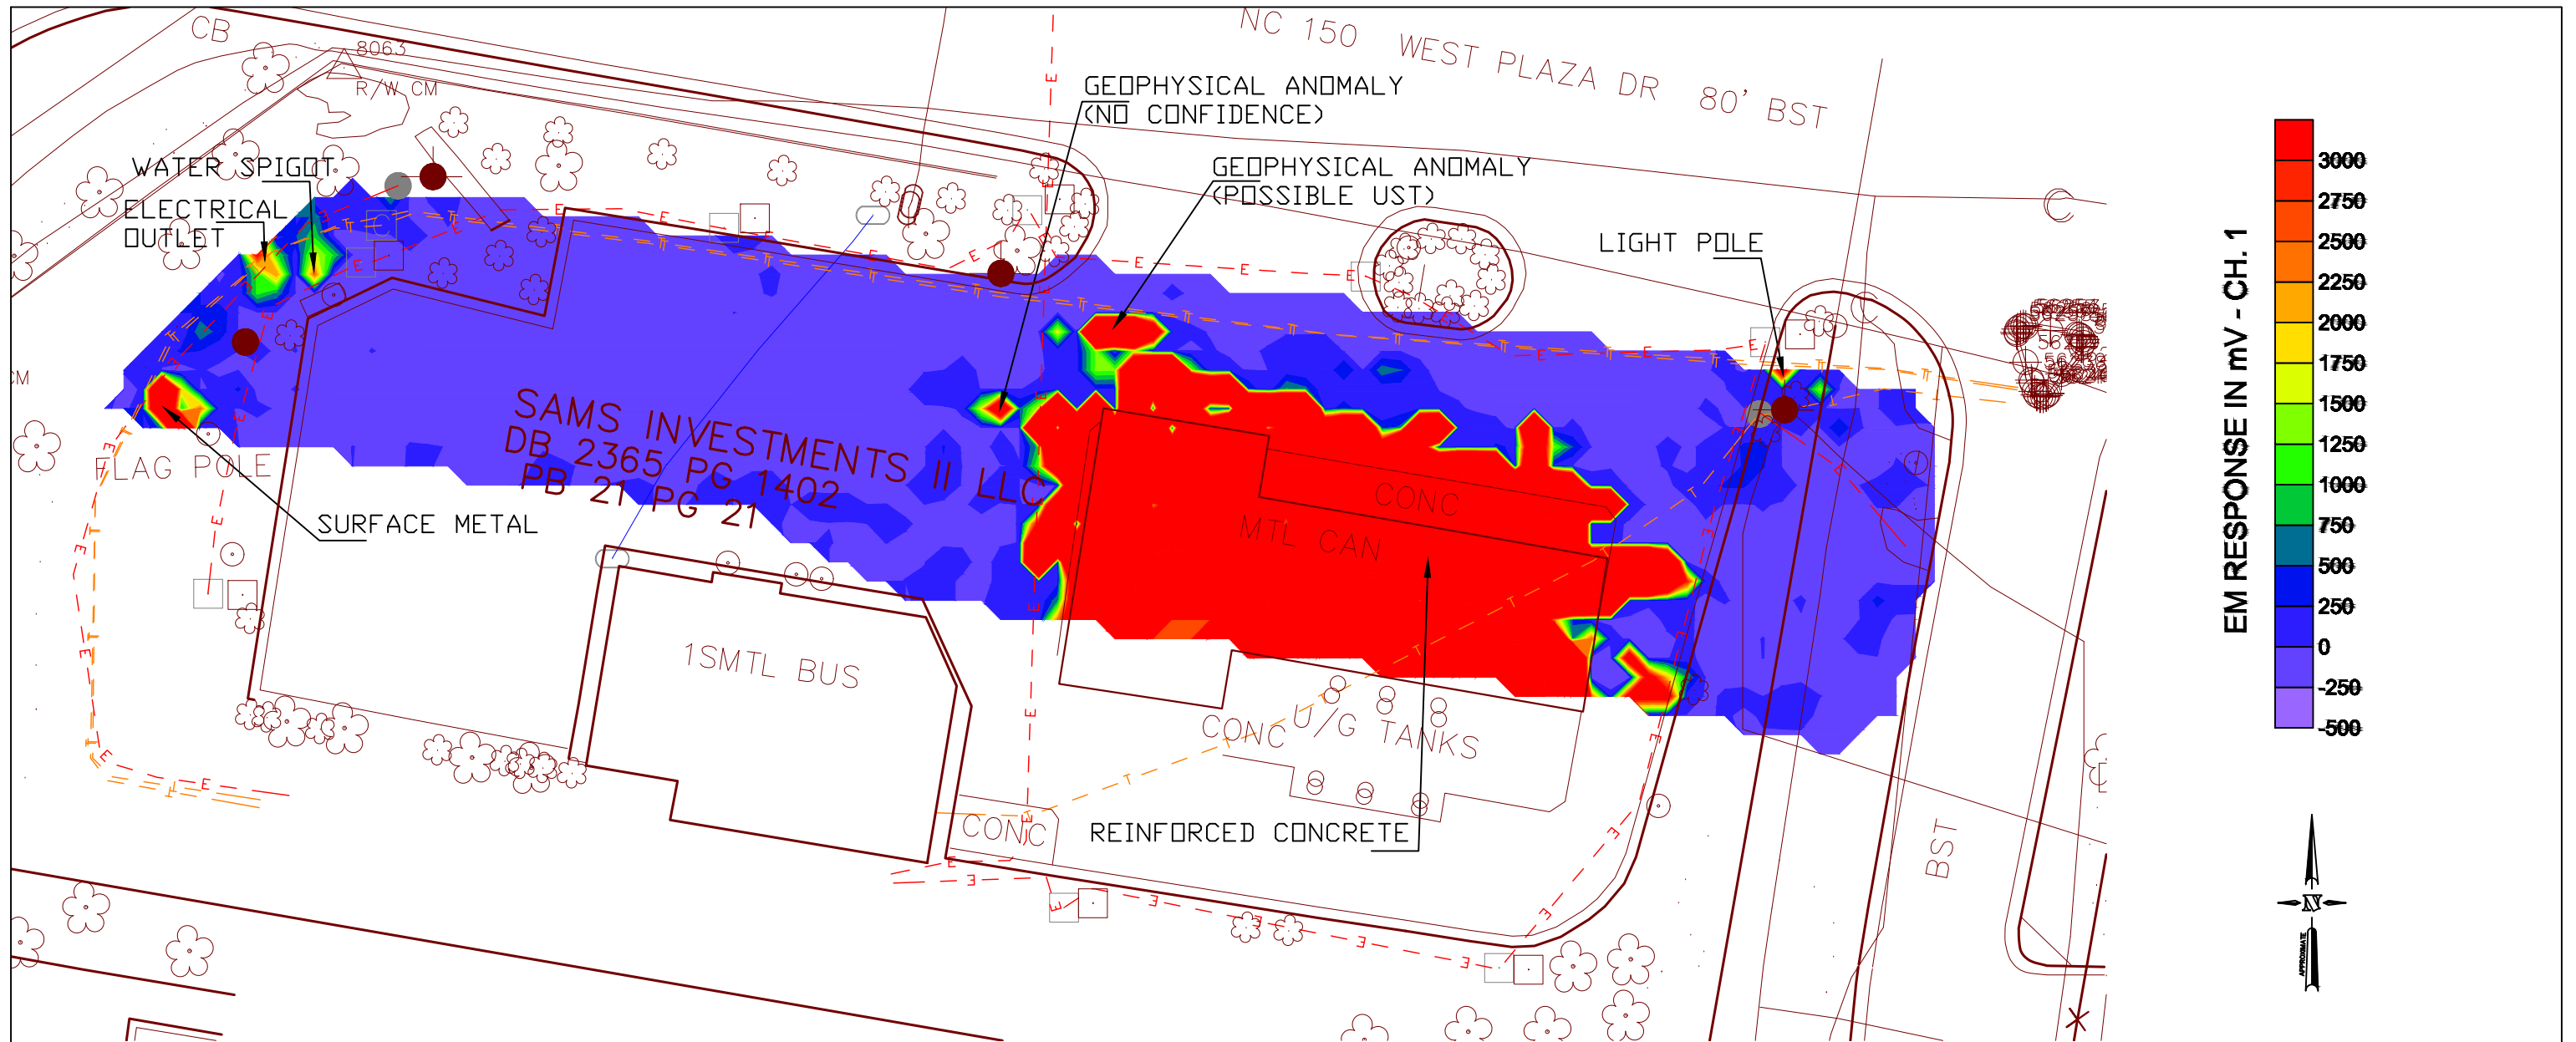 CB
8063
R/W CM
NC 150 WEST PLAZA DR 80' BST
GEOPHYSICAL ANOMALY
(NO CONFIDENCE)
GEOPHYSICAL ANOMALY
(POSSIBLE UST)
WATER SPIGOT
ELECTRICAL
OUTLET
LIGHT POLE
CM
SAMS INVESTMENTS II LLC
DB 2365 PG 1402
PB 21 PG 21
FLAG POLE
SURFACE METAL
CONC
MTL CAN
1SMTL BUS
CONC
U/G TANKS
CONC
REINFORCED CONCRETE
BST
EM RESPONSE IN mV - CH. 1
3000
2750
2500
2250
2000
1750
1500
1250
1000
750
500
250
0
-250
-500
N
APPROXIMATE